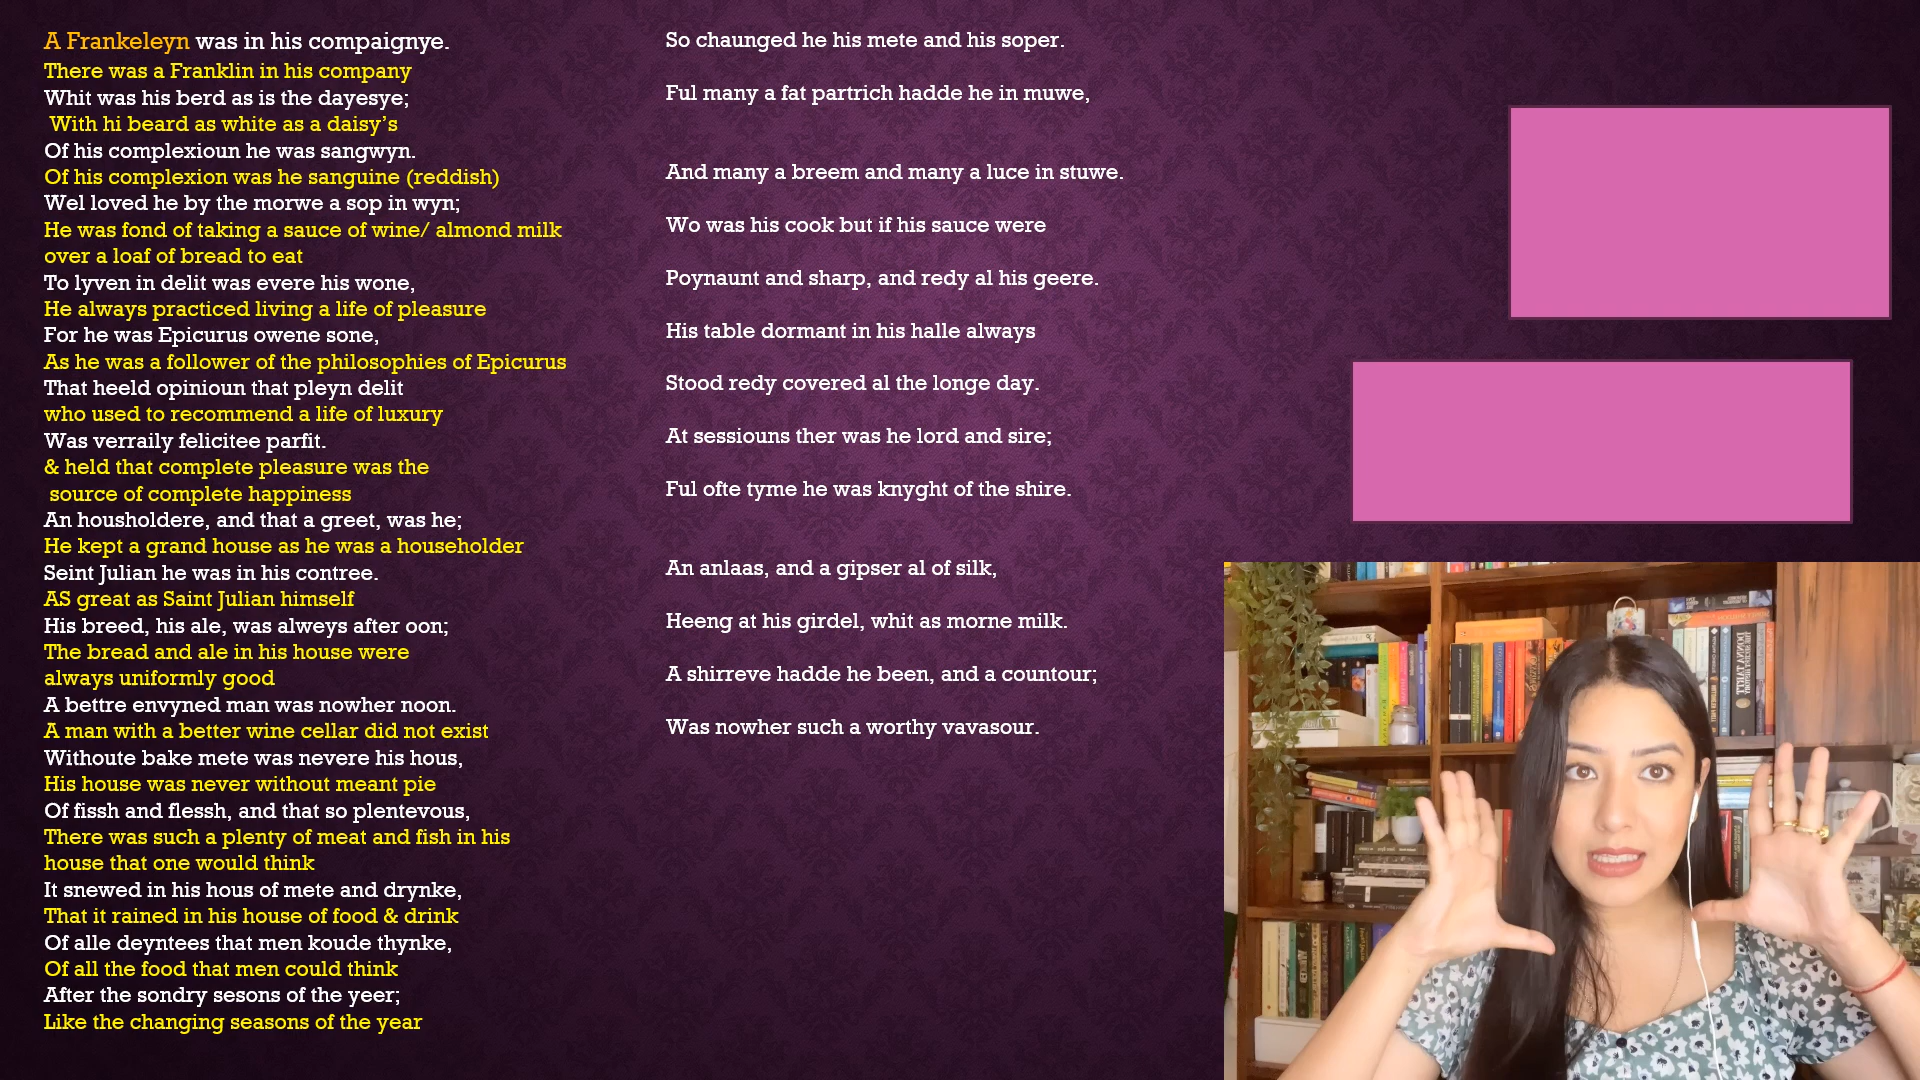 A Frankeleyn was in his compaignye.
There was a Franklin in his company
Whit was his berd as is the dayesye;
With hi beard as white as a daisy's
Of his complexioun he was sangwyn.
Of his complexion was he sanguine (reddish)
Wel loved he by the morwe a sop in wyn;
He was fond of taking a sauce of wine/ almond milk
over a loaf of bread to eat
To lyven in delit was evere his wone,
He always practiced living a life of pleasure
For he was Epicurus owene sone,
As he was a follower of the philosophies of Epicurus
That heeld opinioun that pleyn delit
who used to recommend a life of luxury
Was verraily felicitee parfit.
& held that complete pleasure was the
source of complete happiness
An housholdere, and that a greet, was he;
He kept a grand house as he was a householder
Seint Julian he was in his contree.
AS great as Saint Julian himself
His breed, his ale, was alweys after oon;
The bread and ale in his house were
always uniformly good
A bettre envyned man was nowher noon.
A man with a better wine cellar did not exist
Withoute bake mete was nevere his hous,
His house was never without meant pie
Of fissh and flessh, and that so plentevous,
There was such a plenty of meat and fish in his
house that one would think
It snewed in his hous of mete and drynke,
That it rained in his house of food & drink
Of alle deyntees that men koude thynke,
Of all the food that men could think
After the sondry sesons of the yeer;
Like the changing seasons of the year
So chaunged he his mete and his soper.
Ful many a fat partrich hadde he in muwe,
And many a breem and many a luce in stuwe.
Wo was his cook but if his sauce were
Poynaunt and sharp, and redy al his geere.
His table dormant in his halle always
Stood redy covered al the longe day.
At sessiouns ther was he lord and sire;
Ful ofte tyme he was knyght of the shire.
An anlaas, and a gipser al of silk,
Heeng at his girdel, whit as morne milk.
A shirreve hadde he been, and a countour;
Was nowher such a worthy vavasour.
DONNA TARTT